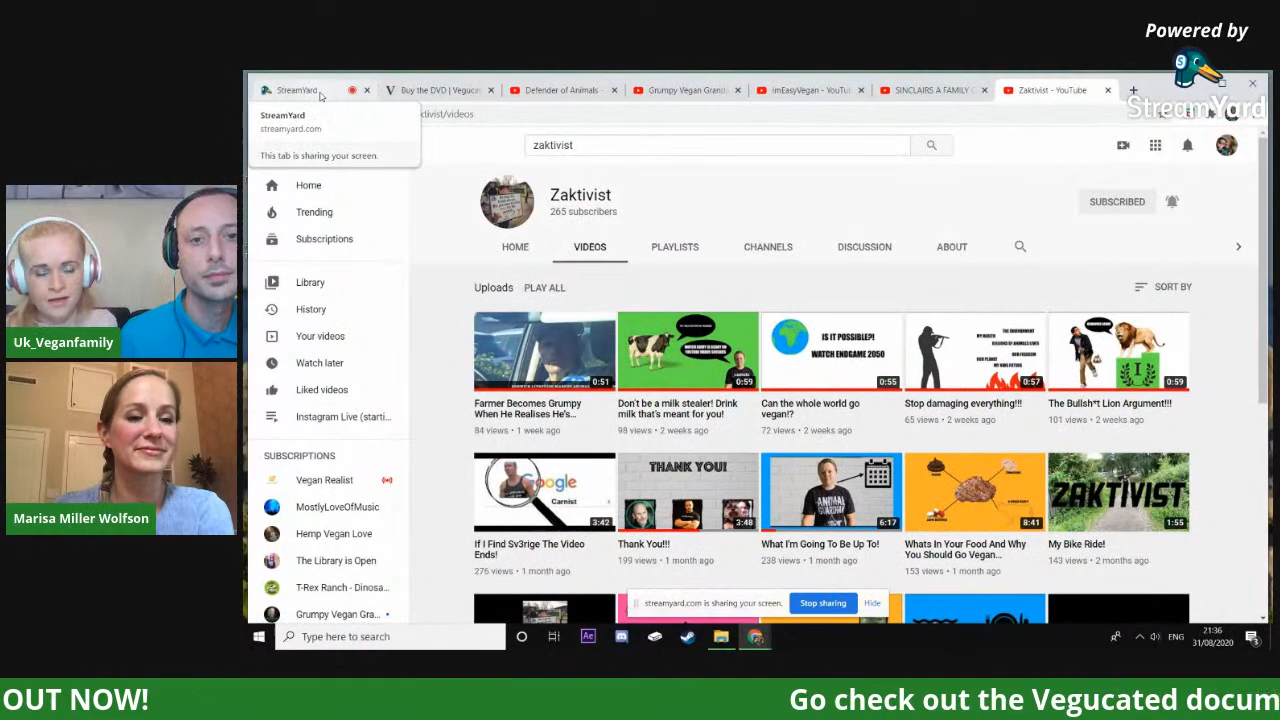 Powered by
StreamYard
StreamYard
Buy the DVD | Vegucat
Defender of Animals -
Grumpy Vegan Grand
imEasyVegan - YouTu
SINCLAIRS A FAMILY
Zaktivist - YouTube
StreamYard
streamyard.com
This tab is sharing your screen.
ktivist/videos
zaktivist
Home
Trending
Subscriptions
Library
History
Your videos
Watch later
Liked videos
Instagram Live (starti...
SUBSCRIPTIONS
Vegan Realist
MostlyLoveOfMusic
Hemp Vegan Love
The Library is Open
T-Rex Ranch - Dinosa...
Grumpy Vegan Gra...
Zaktivist
265 subscribers
SUBSCRIBED
HOME
VIDEOS
PLAYLISTS
CHANNELS
DISCUSSION
ABOUT
Uploads PLAY ALL
SORT BY
0:51
0:59
IS IT POSSIBLE?!
WATCH ENDGAME 2050
0:55
0:57
0:59
Farmer Becomes Grumpy
When He Realises He's...
84 views • 1 week ago
Don't be a milk stealer! Drink
milk that's meant for you!
98 views • 2 weeks ago
Can the whole world go
vegan!?
72 views • 2 weeks ago
Stop damaging everything!!!
65 views • 2 weeks ago
The Bullsh*t Lion Argument!!!
101 views • 2 weeks ago
Google
Carnist
3:42
THANK YOU!
3:48
ANIMAL
6:17
8:41
ZAKTIVIST
1:55
If I Find Sv3rige The Video
Ends!
276 views • 1 month ago
Thank You!!!
199 views • 1 month ago
What I'm Going To Be Up To!
238 views • 1 month ago
Whats In Your Foods And Why
You Should Go Vegan...
153 views • 1 month ago
My Bike Ride!
143 views • 2 months ago
streamyard.com is sharing your screen.
Stop sharing
Hide
Type here to search
Ae
ENG
21:36
31/08/2020
Uk_Veganfamily
Marisa Miller Wolfson
OUT NOW!
Go check out the Vegucated docum